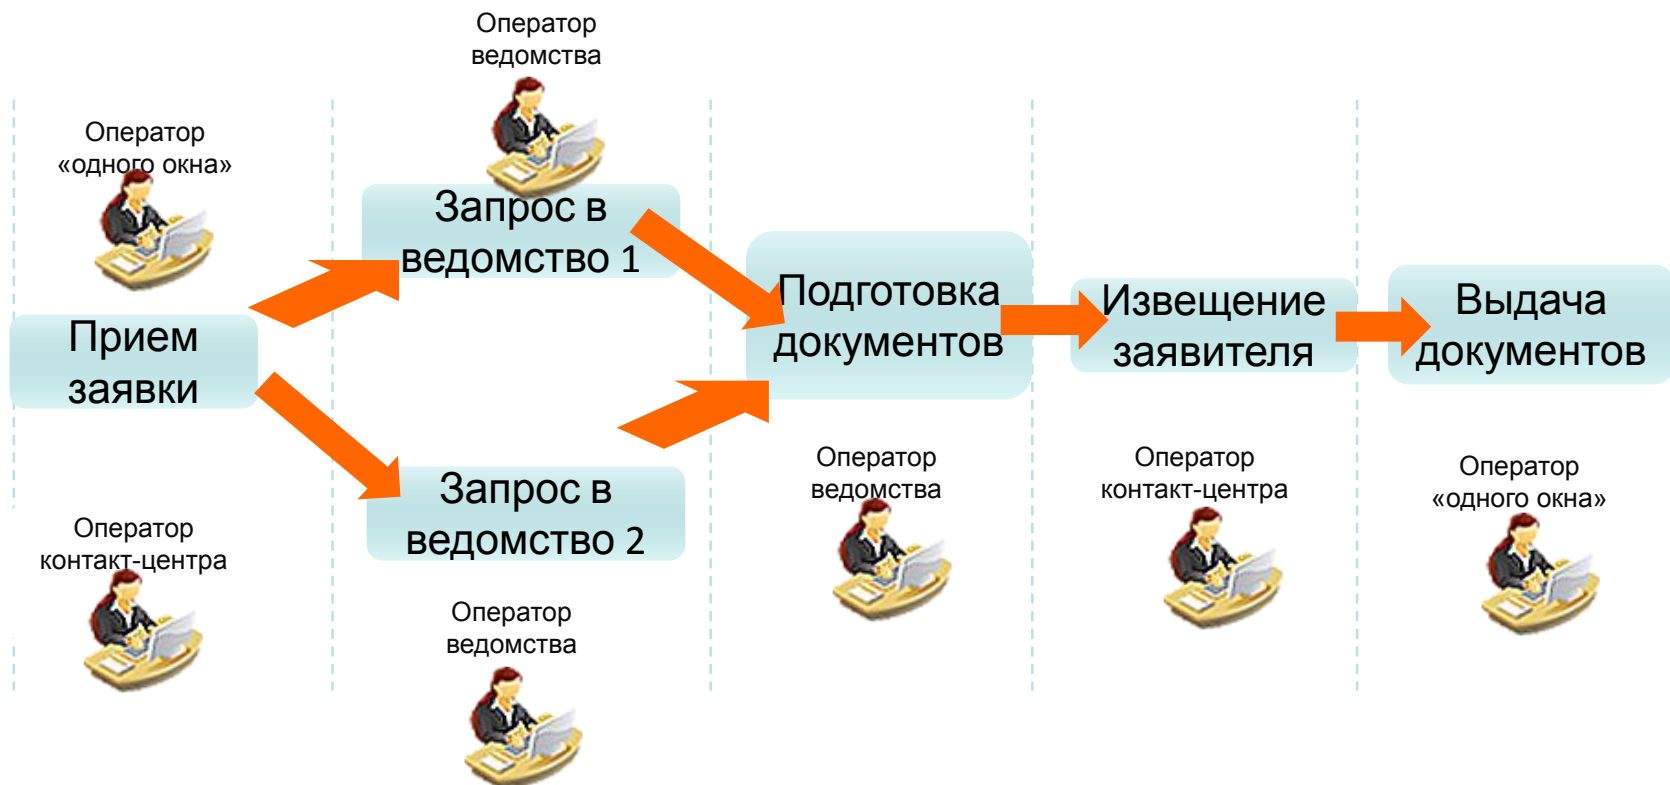 Оператор
«одного окна»
Прием
заявки
Оператор
контакт-центра
Оператор
ведомства
Запрос в
ведомство 1
Запрос в
ведомство 2
Оператор
ведомства
Подготовка
документов
Оператор
ведомства
Извещение
заявителя
Оператор
контакт-центра
Выдача
документов
Оператор
«одного окна»